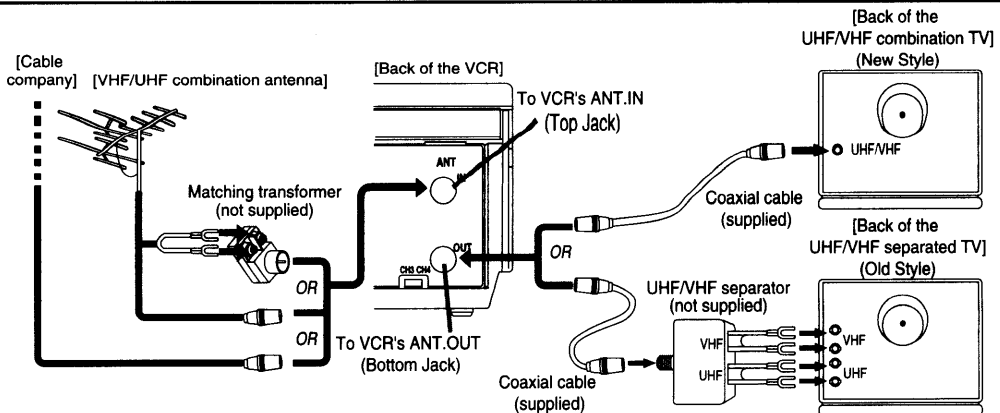 [Cable
company]
[VHF/UHF combination antenna]
[Back of the VCR]
To VCR's ANT.IN
(Top Jack)
[Back of the
UHF/VHF combination TV]
(New Style)
ANT
IN
UHF/VHF
Matching transformer
(not supplied)
Coaxial cable
(supplied)
OUT
CH3 CH4
OR
OR
OR
[Back of the
UHF/VHF separated TV]
(Old Style)
UHF/VHF separator
(not supplied)
To VCR's ANT.OUT
(Bottom Jack)
VHF
UHF
VHF
UHF
Coaxial cable
(supplied)